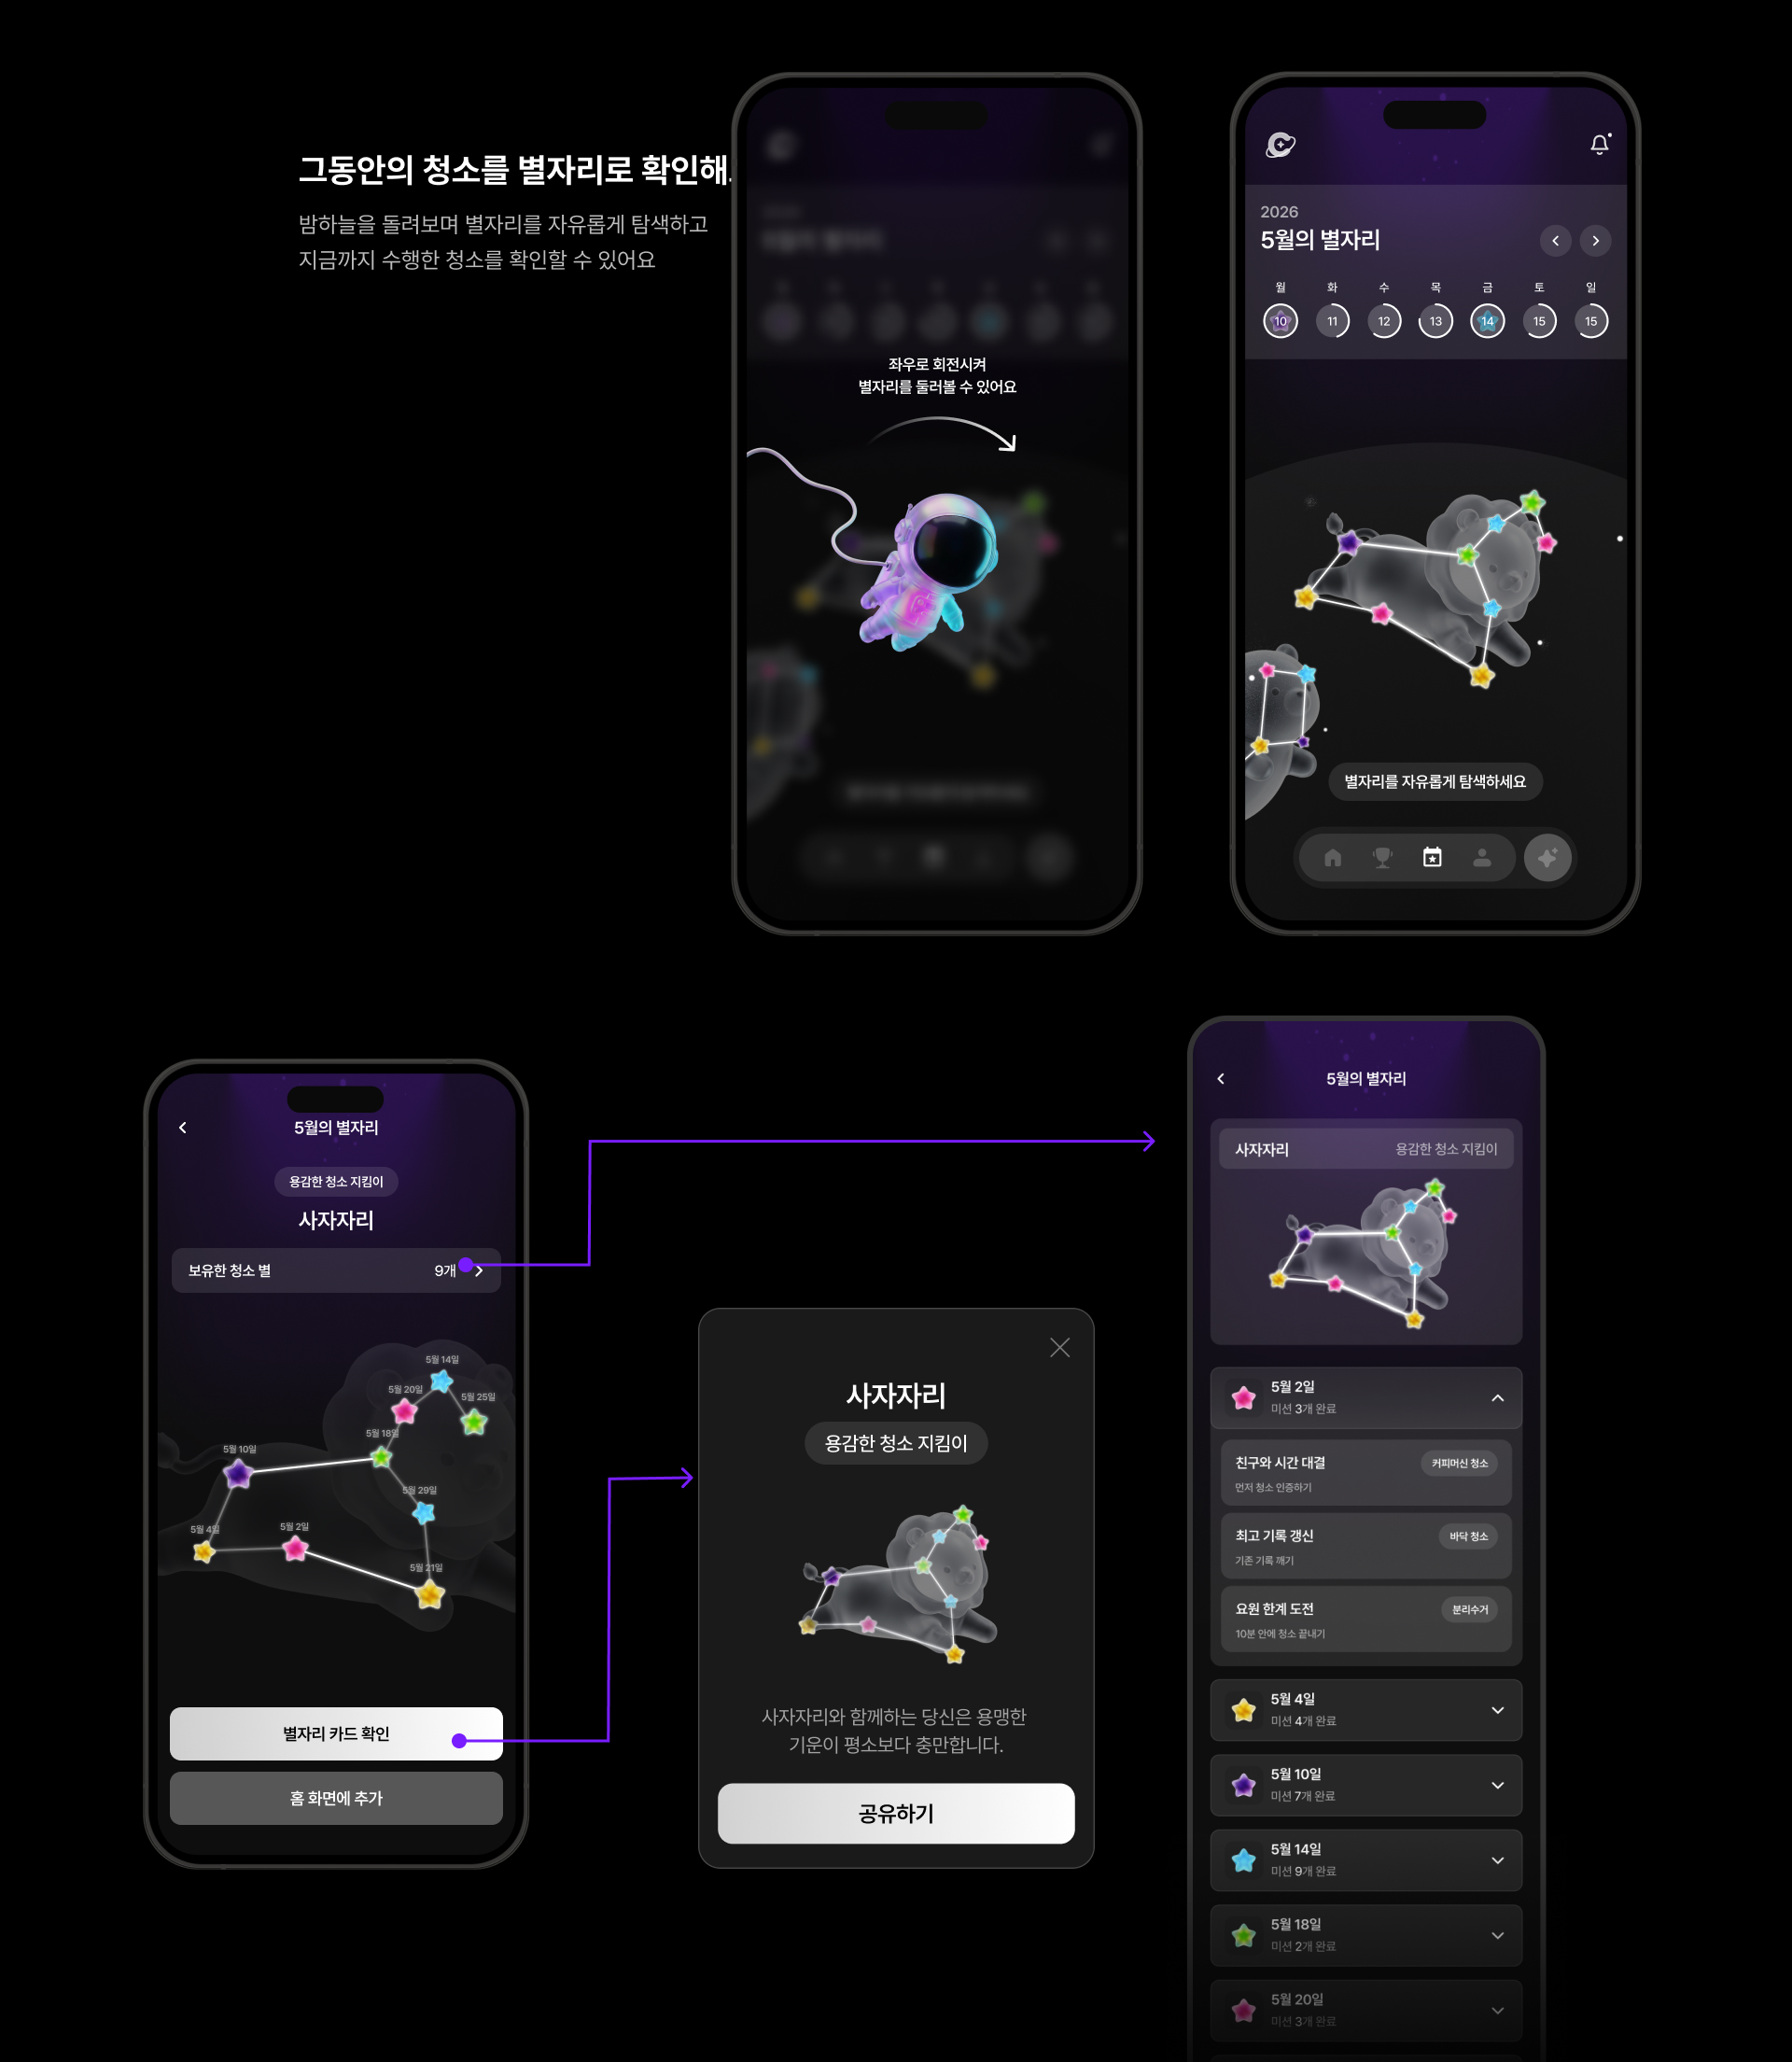 그동안의 청소를 별자리로 확인해.
밤하늘을 돌려보며 별자리를 자유롭게 탐색하고
지금까지 수행한 청소를 확인할 수 있어요
좌우로 회전시켜
별자리를 둘러볼 수 있어요
2026
5월의 별자리
월 화 수 목 금 토 일
10 11 12 13 14 15 15
별자리를 자유롭게 탐색하세요
5월의 별자리
용감한 청소 지킴이
사자자리
보유한 청소 별 9개
5월 14일
5월 20일
5월 25일
5월 18일
5월 10일
5월 29일
5월 4일
5월 2일
5월 21일
별자리 카드 확인
홈 화면에 추가
사자자리
용감한 청소 지킴이
사자자리와 함께하는 당신은 용맹한
기운이 평소보다 충만합니다.
공유하기
5월의 별자리
사자자리 용감한 청소 지킴이
5월 2일
미션 3개 완료
친구와 시간 대결 커피머신 청소
먼저 청소 인증하기
최고 기록 갱신 바닥 청소
기존 기록 깨기
요원 한계 도전 분리수거
10분 안에 청소 끝내기
5월 4일
미션 4개 완료
5월 10일
미션 7개 완료
5월 14일
미션 9개 완료
5월 18일
미션 2개 완료
5월 20일
미션 3개 완료